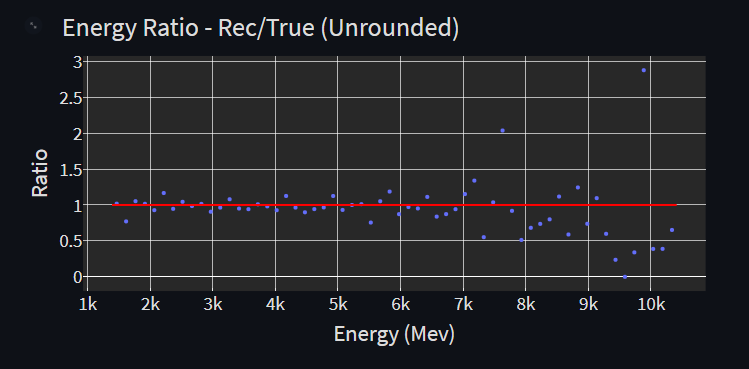 Energy Ratio - Rec/True (Unrounded)
3
2.5
2
1.5
1
0.5
0
Ratio
1k 2k 3k 4k 5k 6k 7k 8k 9k 10k
Energy (Mev)